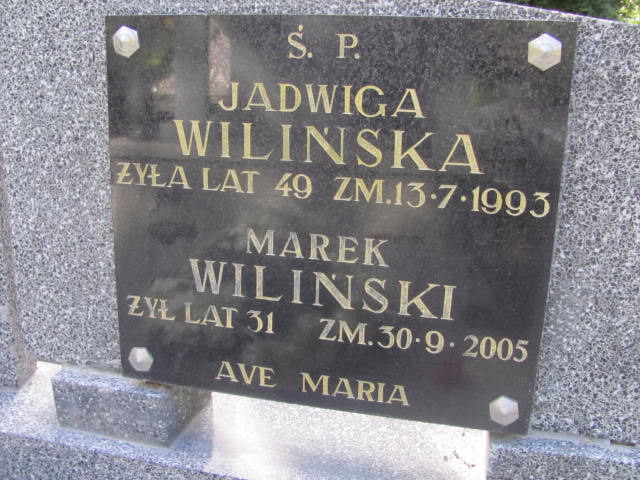 Ś. P.
JADWIGA
WILIŃSKA
ŻYŁA LAT 49 ZM. 13·7·1993
MAREK
WILIŃSKI
ŻYŁ LAT 31 ZM. 30·9·2005
AVE MARIA